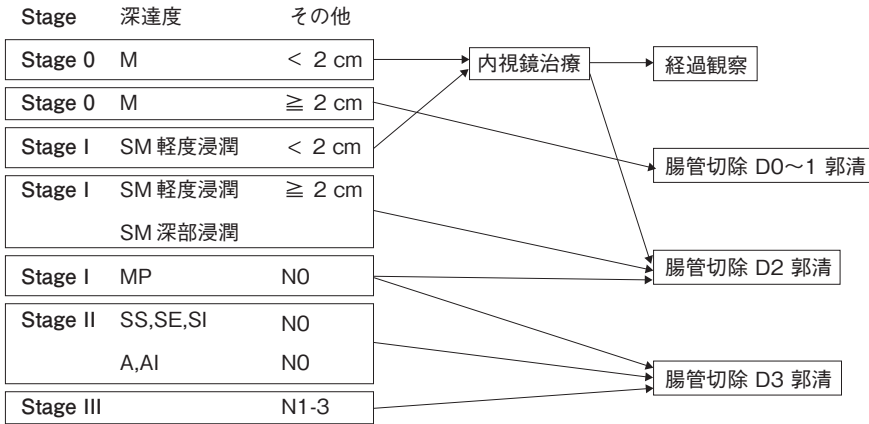 Stage 深達度 その他
Stage 0 M < 2 cm
Stage 0 M ≧ 2 cm
Stage I SM 軽度浸潤 < 2 cm
Stage I SM 軽度浸潤 ≧ 2 cm
SM 深部浸潤
Stage I MP N0
Stage II SS,SE,SI N0
A,AI N0
Stage III N1-3
内視鏡治療
経過観察
腸管切除 D0〜1 郭清
腸管切除 D2 郭清
腸管切除 D3 郭清